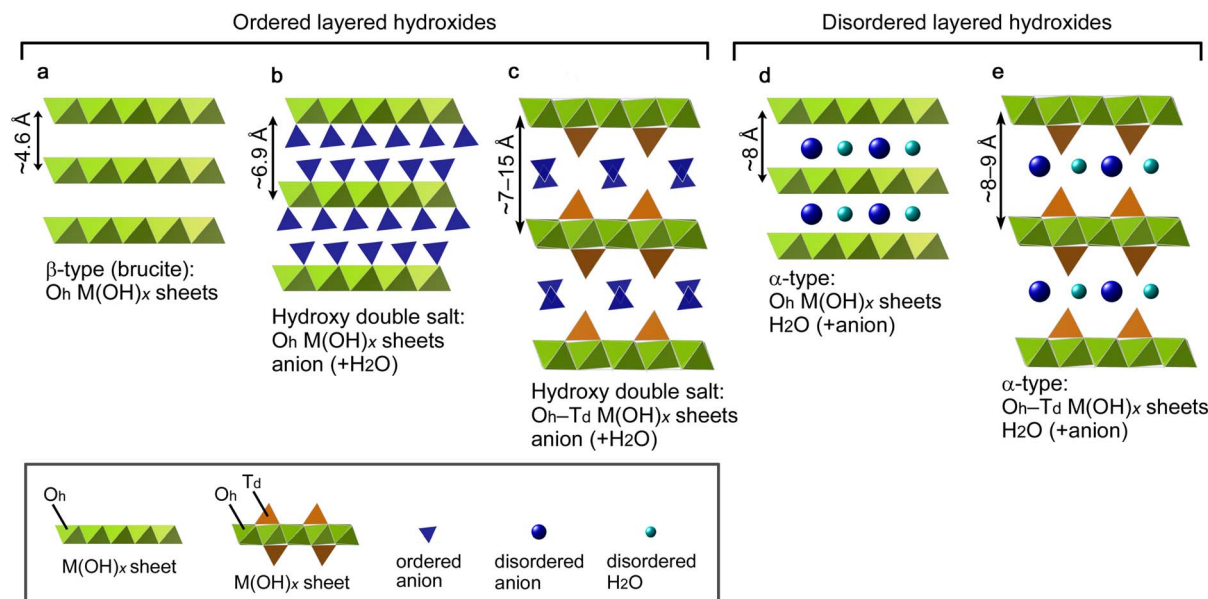 Ordered layered hydroxides
Disordered layered hydroxides
a
~4.6 Å
β-type (brucite):
Oh M(OH)x sheets
b
~6.9 Å
Hydroxy double salt:
Oh M(OH)x sheets
anion (+H2O)
c
~7–15 Å
Hydroxy double salt:
Oh–Td M(OH)x sheets
anion (+H2O)
d
~8 Å
α-type:
Oh M(OH)x sheets
H2O (+anion)
e
~8–9 Å
α-type:
Oh–Td M(OH)x sheets
H2O (+anion)
Oh
M(OH)x sheet
Oh
Td
M(OH)x sheet
ordered
anion
disordered
anion
disordered
H2O